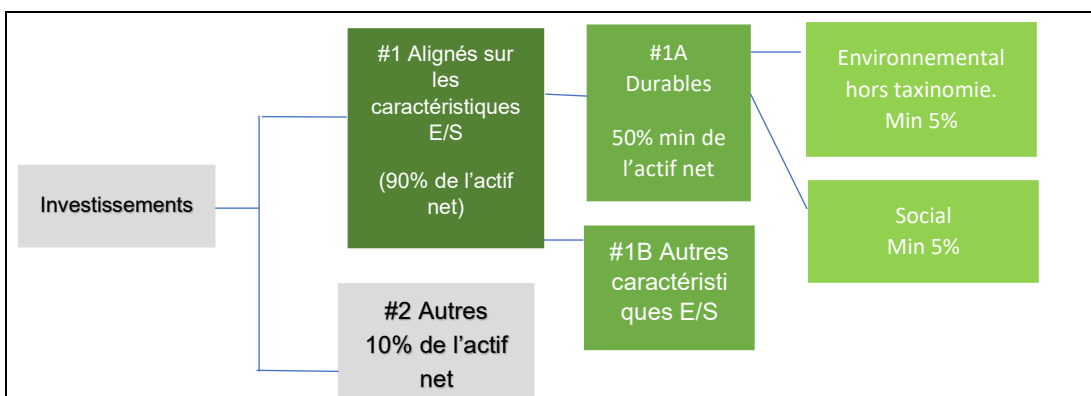 Investissements
#1 Alignés sur
les
caractéristiques
E/S
(90% de l'actif
net)
#2 Autres
10% de l'actif
net
#1A
Durables
50% min de
l'actif net
#1B Autres
caractéristi
ques E/S
Environnemental
hors taxinomie.
Min 5%
Social
Min 5%